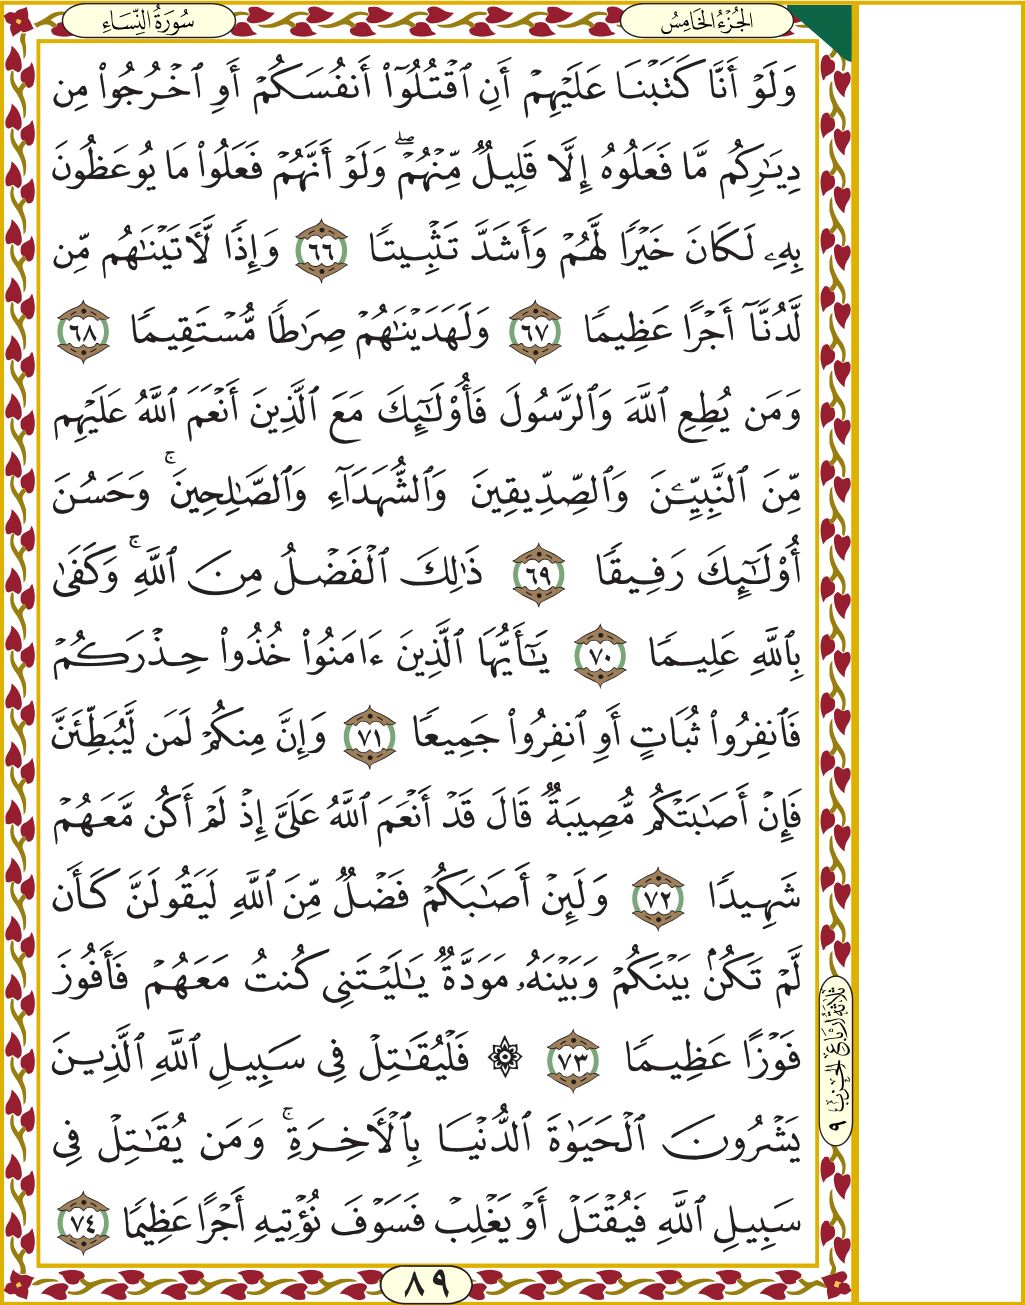 الجُزْءُ الخَامِسُ
سُورَةُ النِّسَاءِ
وَلَوْ أَنَّا كَتَبْنَا عَلَيْهِمْ أَنِ ٱقْتُلُوٓاْ أَنفُسَكُمْ أَوِ ٱخْرُجُواْ مِن
دِيَٰرِكُم مَّا فَعَلُوهُ إِلَّا قَلِيلٌ مِّنْهُمْۖ وَلَوْ أَنَّهُمْ فَعَلُواْ مَا يُوعَظُونَ
بِهِۦ لَكَانَ خَيْرًا لَّهُمْ وَأَشَدَّ تَثْبِيتًا ٦٦ وَإِذًا لَّأٓتَيْنَٰهُم مِّن
لَّدُنَّآ أَجْرًا عَظِيمًا ٦٧ وَلَهَدَيْنَٰهُمْ صِرَٰطًا مُّسْتَقِيمًا ٦٨
وَمَن يُطِعِ ٱللَّهَ وَٱلرَّسُولَ فَأُوْلَٰٓئِكَ مَعَ ٱلَّذِينَ أَنْعَمَ ٱللَّهُ عَلَيْهِم
مِّنَ ٱلنَّبِيِّـۧنَ وَٱلصِّدِّيقِينَ وَٱلشُّهَدَآءِ وَٱلصَّٰلِحِينَۚ وَحَسُنَ
أُوْلَٰٓئِكَ رَفِيقًا ٦٩ ذَٰلِكَ ٱلْفَضْلُ مِنَ ٱللَّهِۚ وَكَفَىٰ
بِٱللَّهِ عَلِيمًا ٧٠ يَٰٓأَيُّهَا ٱلَّذِينَ ءَامَنُواْ خُذُواْ حِذْرَكُمْ
فَٱنفِرُواْ ثُبَاتٍ أَوِ ٱنفِرُواْ جَمِيعًا ٧١ وَإِنَّ مِنكُمْ لَمَن لَّيُبَطِّئَنَّ
فَإِنْ أَصَٰبَتْكُم مُّصِيبَةٌ قَالَ قَدْ أَنْعَمَ ٱللَّهُ عَلَيَّ إِذْ لَمْ أَكُن مَّعَهُمْ
شَهِيدًا ٧٢ وَلَئِنْ أَصَٰبَكُمْ فَضْلٌ مِّنَ ٱللَّهِ لَيَقُولَنَّ كَأَن
لَّمْ تَكُنۢ بَيْنَكُمْ وَبَيْنَهُۥ مَوَدَّةٌ يَٰلَيْتَنِي كُنتُ مَعَهُمْ فَأَفُوزَ
فَوْزًا عَظِيمًا ٧٣ ۞ فَلْيُقَٰتِلْ فِي سَبِيلِ ٱللَّهِ ٱلَّذِينَ
يَشْرُونَ ٱلْحَيَوٰةَ ٱلدُّنْيَا بِٱلْأٓخِرَةِۚ وَمَن يُقَٰتِلْ فِي
سَبِيلِ ٱللَّهِ فَيُقْتَلْ أَوْ يَغْلِبْ فَسَوْفَ نُؤْتِيهِ أَجْرًا عَظِيمًا ٧٤
ثلاثة أرباع الحزب ٩
٨٩